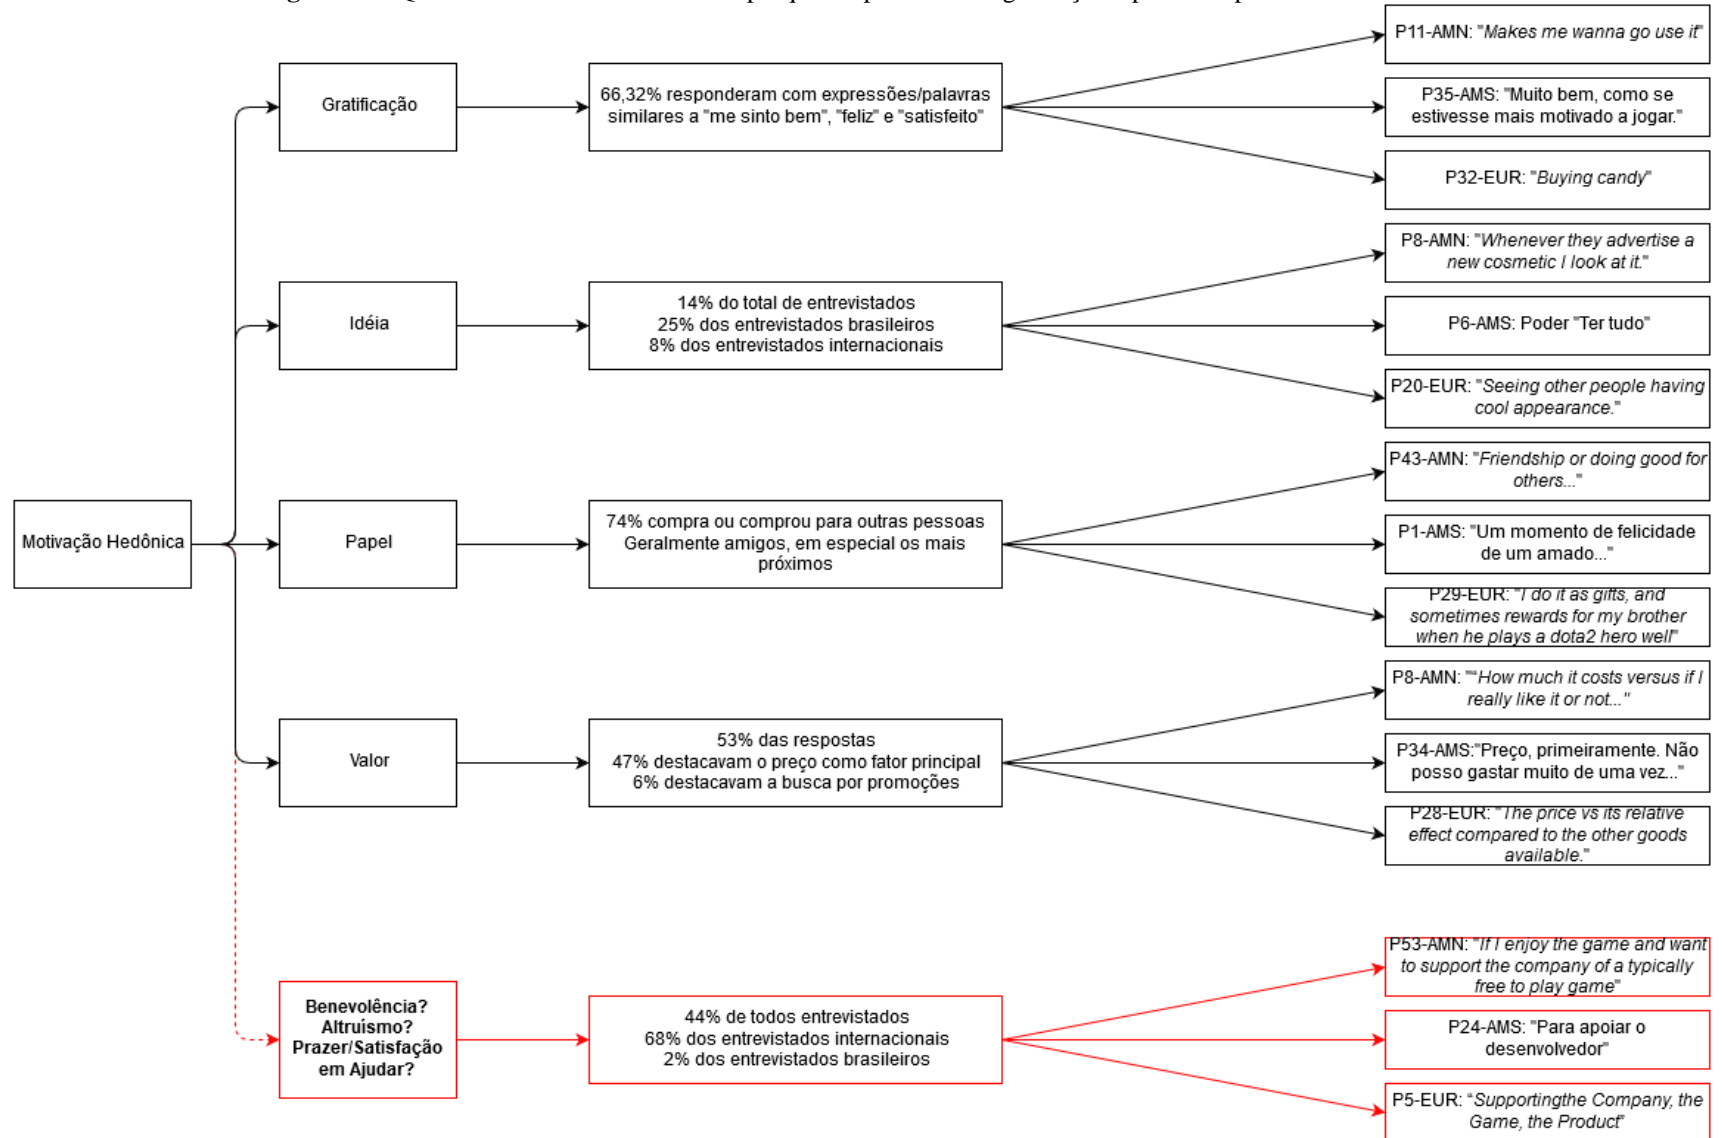 P11-AMN: "Makes me wanna go use it"
Gratificação
66,32% responderam com expressões/palavras
similares a "me sinto bem", "feliz" e "satisfeito"
P35-AMS: "Muito bem, como se
estivesse mais motivado a jogar."
P32-EUR: "Buying candy"
Idéia
14% do total de entrevistados
25% dos entrevistados brasileiros
8% dos entrevistados internacionais
P8-AMN: "Whenever they advertise a
new cosmetic I look at it."
P6-AMS: Poder "Ter tudo"
P20-EUR: "Seeing other people having
cool appearance."
Motivação Hedônica
Papel
74% compra ou comprou para outras pessoas
Geralmente amigos, em especial os mais
próximos
P43-AMN: "Friendship or doing good for
others..."
P1-AMS: "Um momento de felicidade
de um amado..."
P29-EUR: "I do it as gifts, and
sometimes rewards for my brother
when he plays a dota2 hero well"
Valor
53% das respostas
47% destacavam o preço como fator principal
6% destacavam a busca por promoções
P8-AMN: "“How much it costs versus if I
really like it or not..."
P34-AMS:"Preço, primeiramente. Não
posso gastar muito de uma vez..."
P28-EUR: "The price vs its relative
effect compared to the other goods
available."
Benevolência?
Altruísmo?
Prazer/Satisfação
em Ajudar?
44% de todos entrevistados
68% dos entrevistados internacionais
2% dos entrevistados brasileiros
P53-AMN: "If I enjoy the game and want
to support the company of a typically
free to play game"
P24-AMS: "Para apoiar o
desenvolvedor"
P5-EUR: “Supportingthe Company, the
Game, the Product”